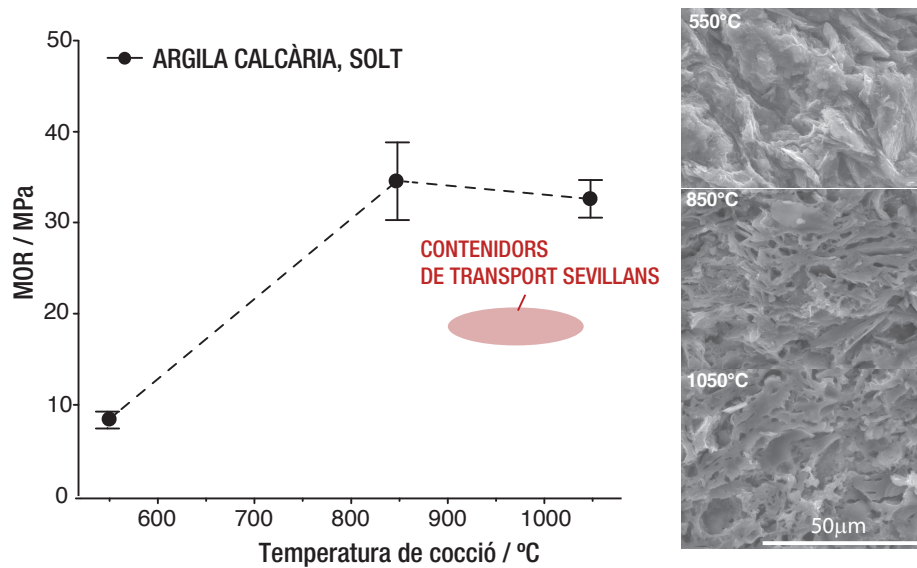 50
ARGILA CALCÀRIA, SOLT
40
30
20
10
0
MOR / MPa
CONTENIDORS
DE TRANSPORT SEVILLANS
600 700 800 900 1000
Temperatura de cocció / ºC
550°C
850°C
1050°C
50µm